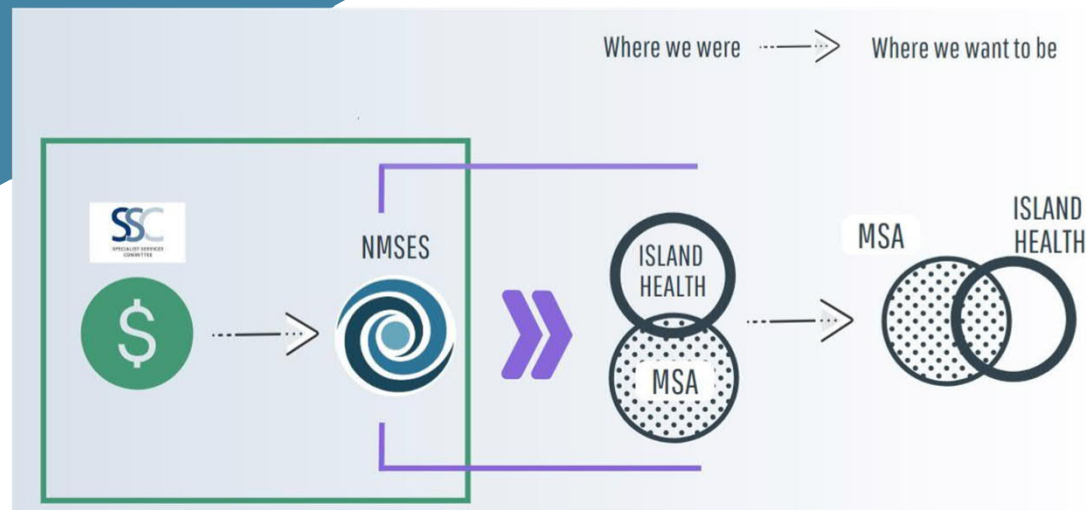 Where we were
Where we want to be
SSC
SPECIALIST SERVICES
COMMITTEE
$
NMSES
ISLAND
HEALTH
MSA
MSA
ISLAND
HEALTH